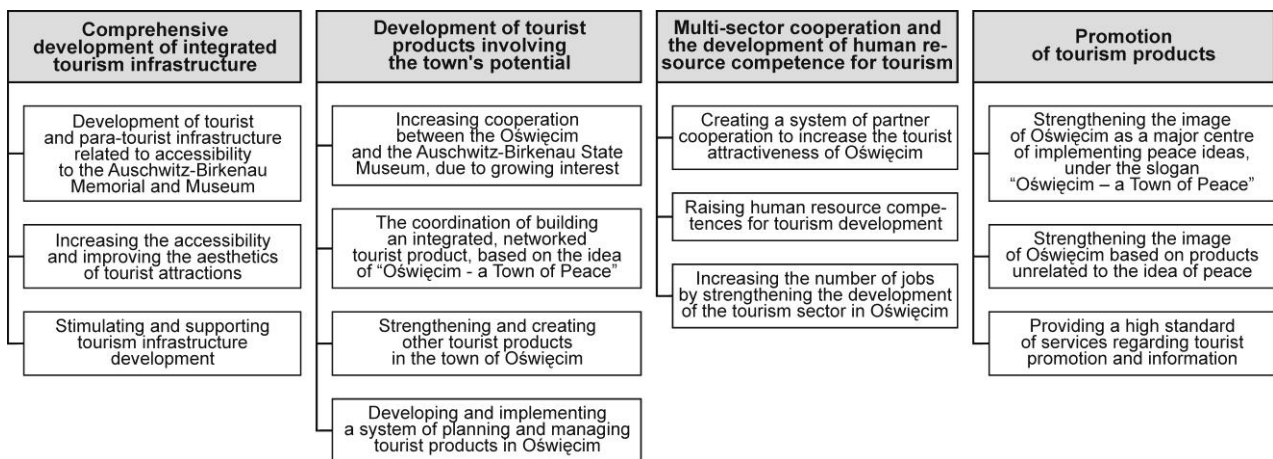 Comprehensive
development of integrated
tourism infrastructure
Development of tourist
and para-tourist infrastructure
related to accessibility
to the Auschwitz-Birkenau
Memorial and Museum
Increasing the accessibility
and improving the aesthetics
of tourist attractions
Stimulating and supporting
tourism infrastructure
development
Development of tourist
products involving
the town's potential
Increasing cooperation
between the Oświęcim
and the Auschwitz-Birkenau State
Museum, due to growing interest
The coordination of building
an integrated, networked
tourist product, based on the idea
of “Oświęcim - a Town of Peace”
Strengthening and creating
other tourist products
in the town of Oświęcim
Developing and implementing
a system of planning and managing
tourist products in Oświęcim
Multi-sector cooperation and
the development of human re-
source competence for tourism
Creating a system of partner
cooperation to increase the tourist
attractiveness of Oświęcim
Raising human resource compe-
tences for tourism development
Increasing the number of jobs
by strengthening the development
of the tourism sector in Oświęcim
Promotion
of tourism products
Strengthening the image
of Oświęcim as a major centre
of implementing peace ideas,
under the slogan
“Oświęcim – a Town of Peace”
Strengthening the image
of Oświęcim based on products
unrelated to the idea of peace
Providing a high standard
of services regarding tourist
promotion and information